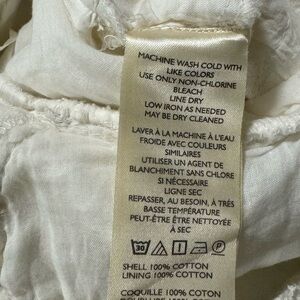 MACHINE WASH COLD WITH
LIKE COLORS
USE ONLY NON-CHLORINE
BLEACH
LINE DRY
LOW IRON AS NEEDED
MAY BE DRY CLEANED
LAVER À LA MACHINE À L'EAU
FROIDE AVEC COULEURS
SIMILAIRES
UTILISER UN AGENT DE
BLANCHIMENT SANS CHLORE
SI NÉCESSAIRE
LIGNE SEC
REPASSER, AU BESOIN, À TRÈS
BASSE TEMPÉRATURE
PEUT-ÊTRE ÊTRE NETTOYÉE
À SEC
30 P
SHELL 100% COTTON
LINING 100% COTTON
COQUILLE 100% COTON